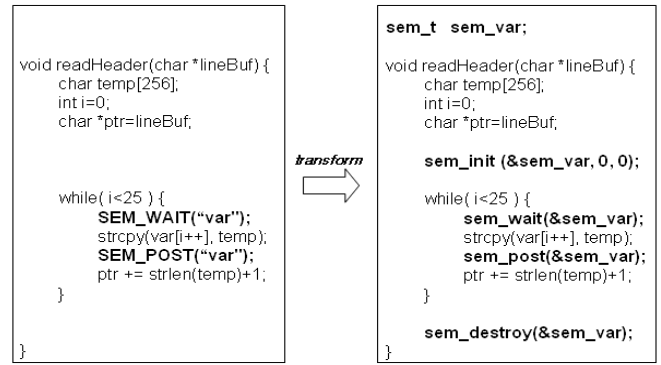 void readHeader(char *lineBuf) {
char temp[256];
int i=0;
char *ptr=lineBuf;
while( i<25 ) {
SEM_WAIT("var");
strcpy(var[i++], temp);
SEM_POST("var");
ptr += strlen(temp)+1;
}
}
transform
sem_t sem_var;
void readHeader(char *lineBuf) {
char temp[256];
int i=0;
char *ptr=lineBuf;
sem_init (&sem_var, 0, 0);
while( i<25 ) {
sem_wait(&sem_var);
strcpy(var[i++], temp);
sem_post(&sem_var);
ptr += strlen(temp)+1;
}
sem_destroy(&sem_var);
}